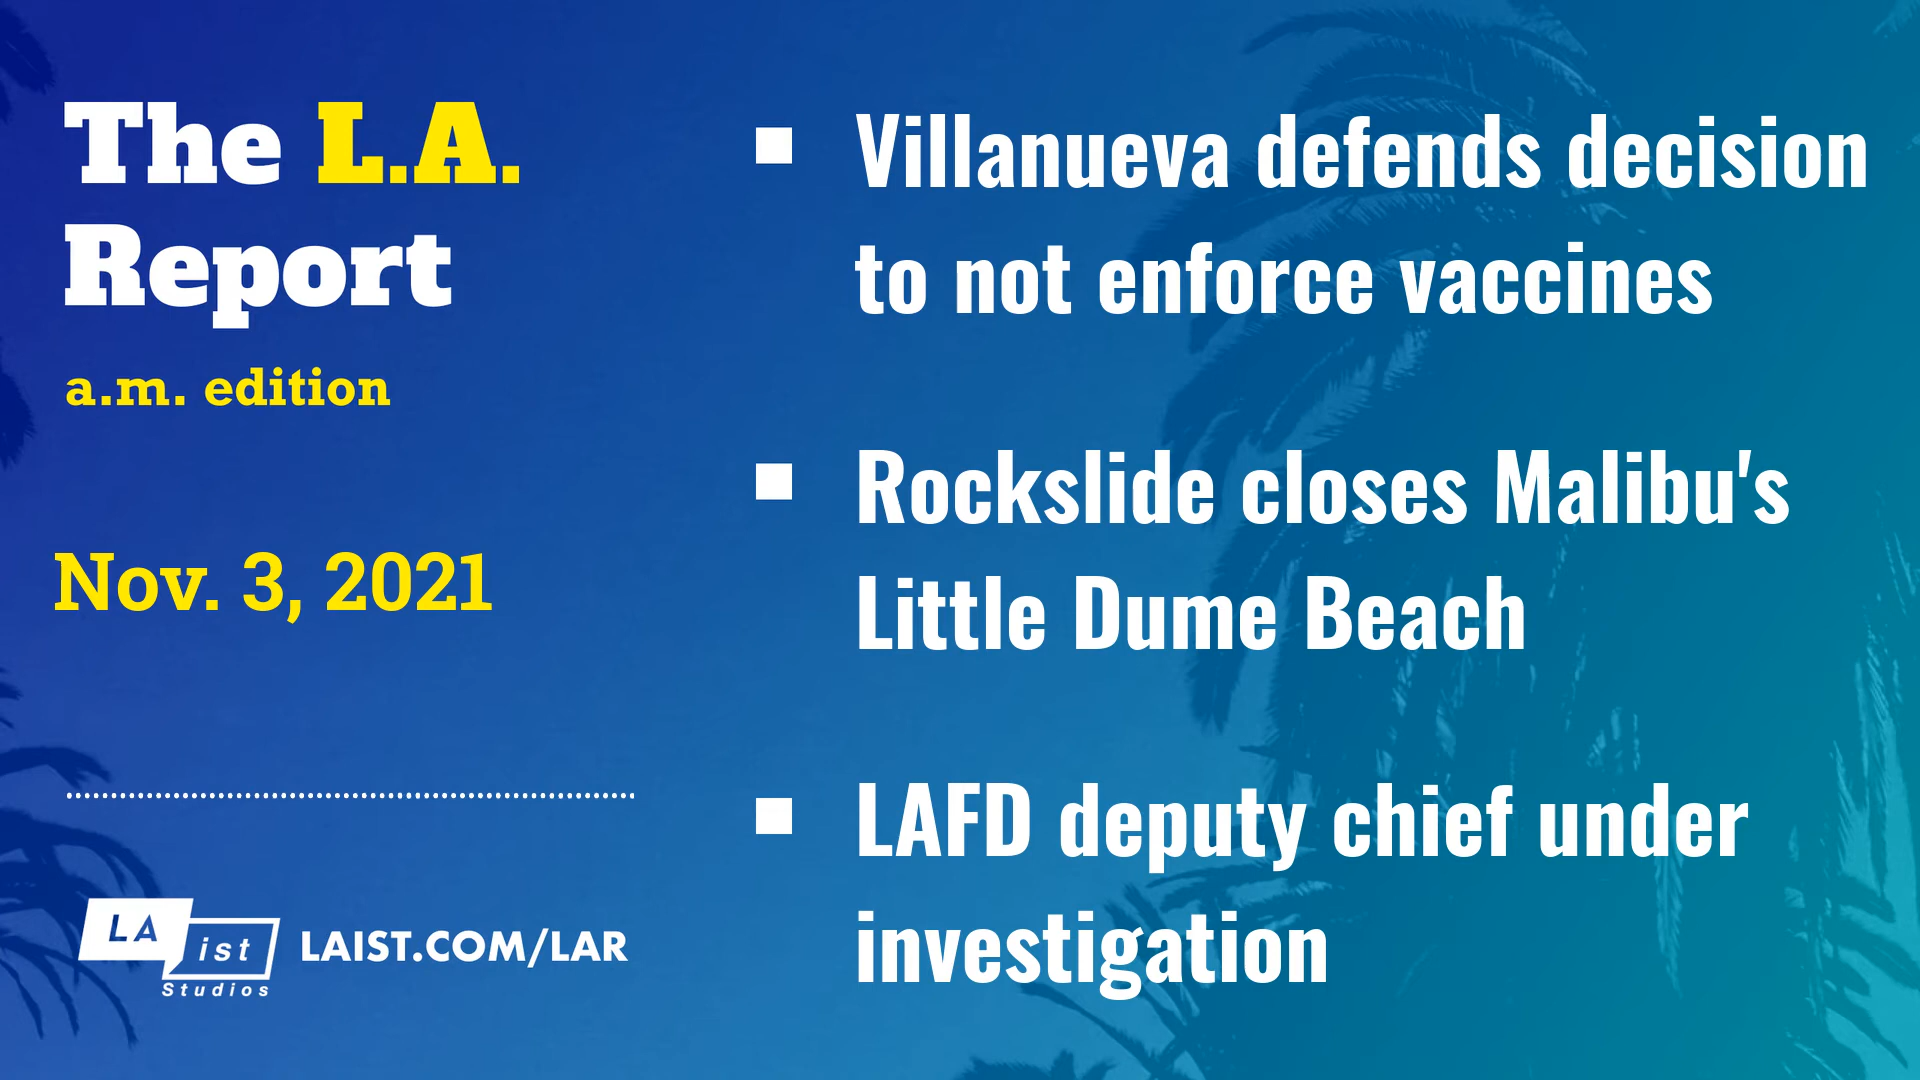 The L.A.
Report
a.m. edition
Nov. 3, 2021
LA
ist
Studios
LAIST.COM/LAR
Villanueva defends decision
to not enforce vaccines
Rockslide closes Malibu's
Little Dume Beach
LAFD deputy chief under
investigation